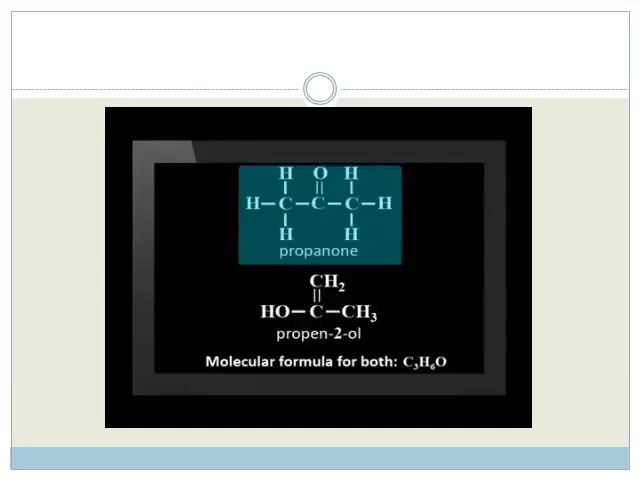 H O H
H—C—C—C—H
H H
propanone
CH₂
HO—C—CH₃
propen-2-ol
Molecular formula for both: C₃H₆O